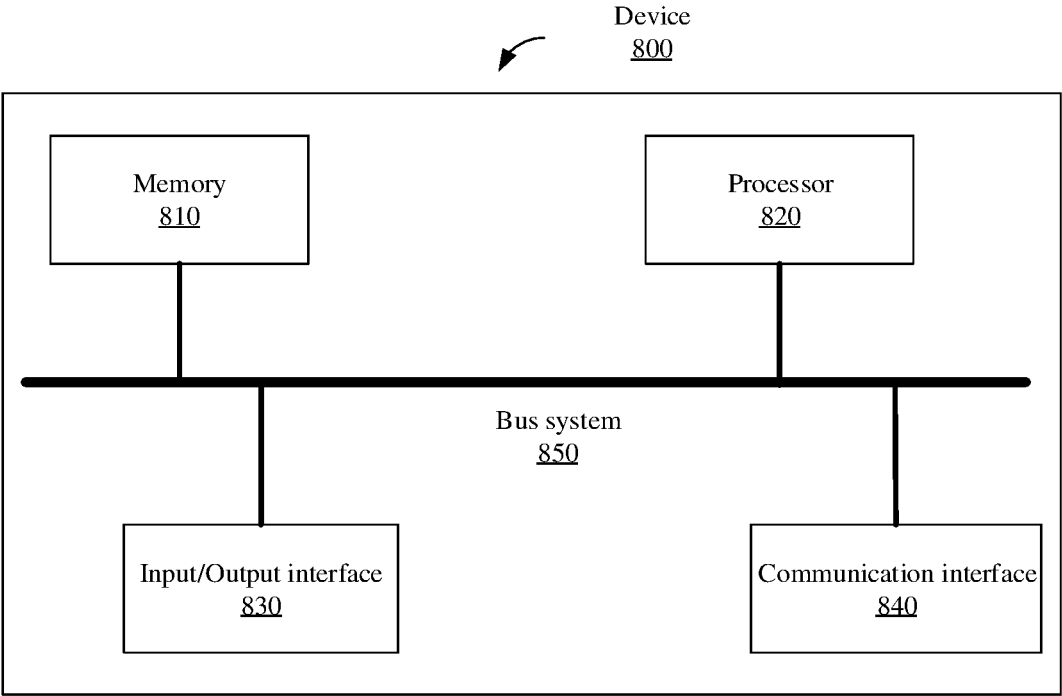 Device
800
Memory
810
Processor
820
Bus system
850
Input/Output interface
830
Communication interface
840